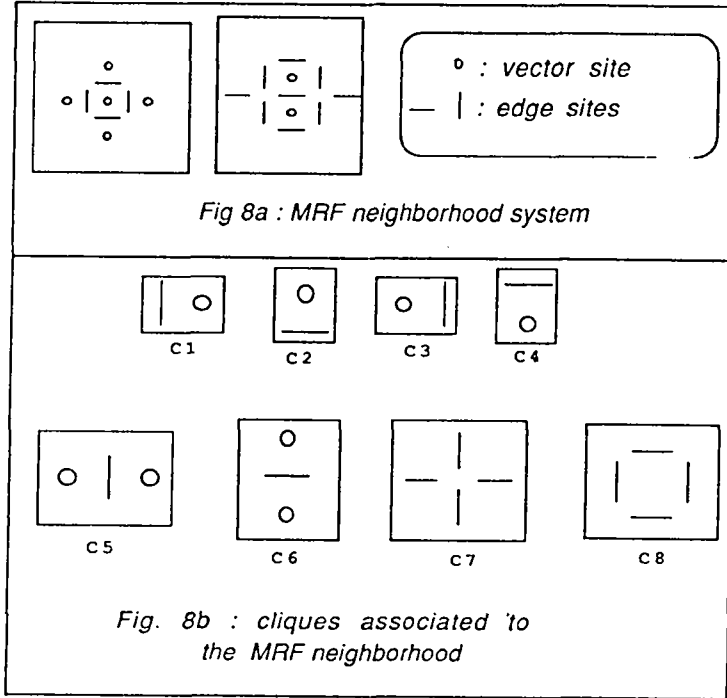 o : vector site
— | : edge sites
Fig 8a : MRF neighborhood system
C1
C2
C3
C4
C5
C6
C7
C8
Fig. 8b : cliques associated to
the MRF neighborhood